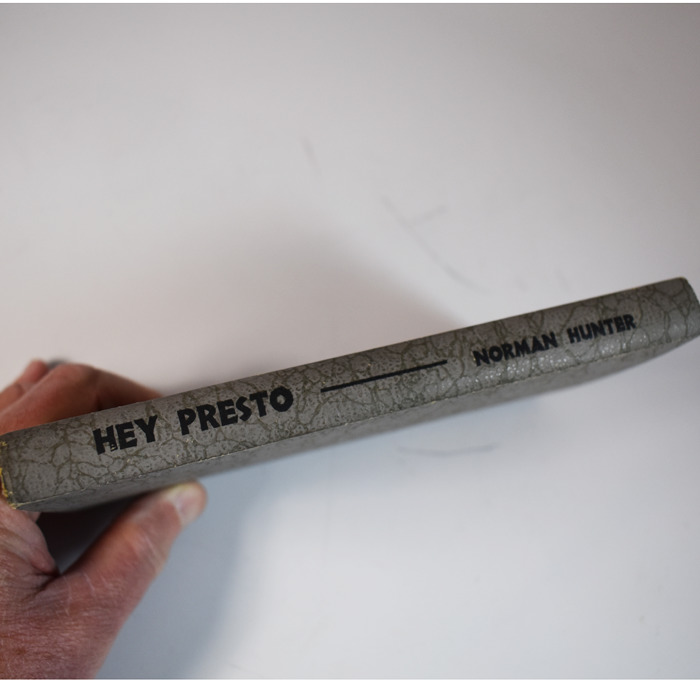 HEY PRESTO — NORMAN HUNTER